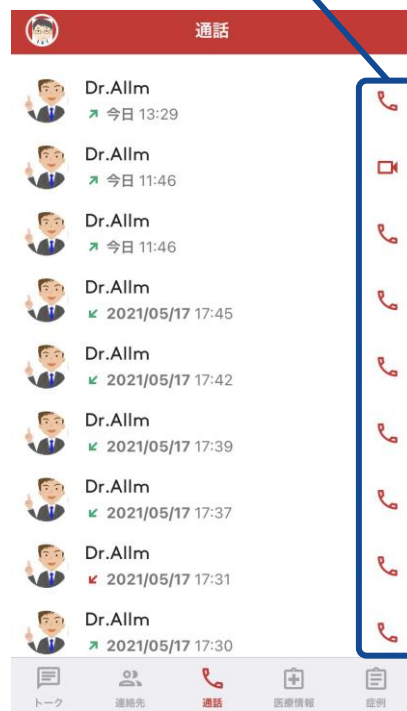 通話
Dr.Allm
今日 13:29
Dr.Allm
今日 11:46
Dr.Allm
今日 11:46
Dr.Allm
2021/05/17 17:45
Dr.Allm
2021/05/17 17:42
Dr.Allm
2021/05/17 17:39
Dr.Allm
2021/05/17 17:37
Dr.Allm
2021/05/17 17:31
Dr.Allm
2021/05/17 17:30
トーク 連絡先 通話 医療情報 症例